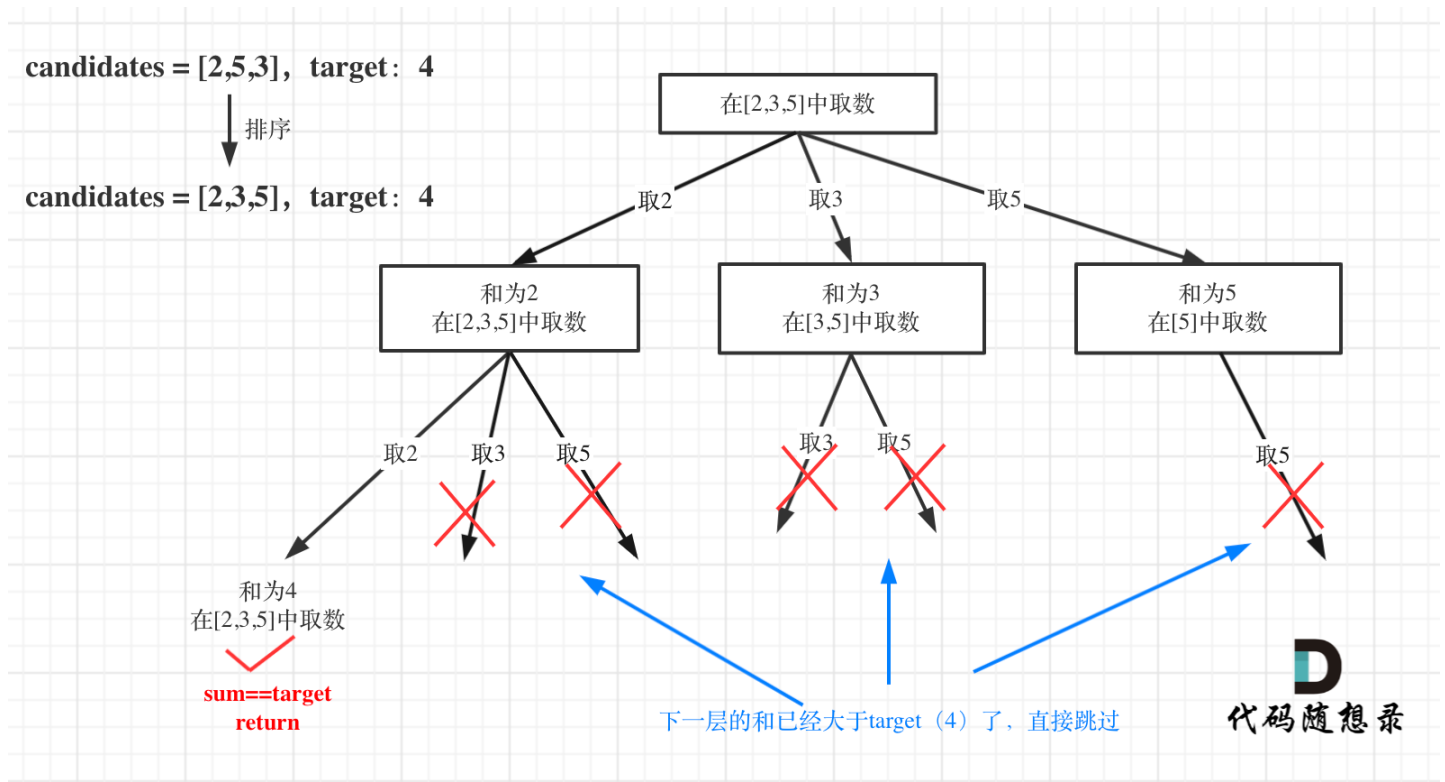 candidates = [2,5,3]，target：4
排序
candidates = [2,3,5]，target：4
在[2,3,5]中取数
取2
取3
取5
和为2
在[2,3,5]中取数
和为3
在[3,5]中取数
和为5
在[5]中取数
取2
取3
取5
取3
取5
取5
和为4
在[2,3,5]中取数
sum==target
return
下一层的和已经大于target（4）了，直接跳过
代码随想录